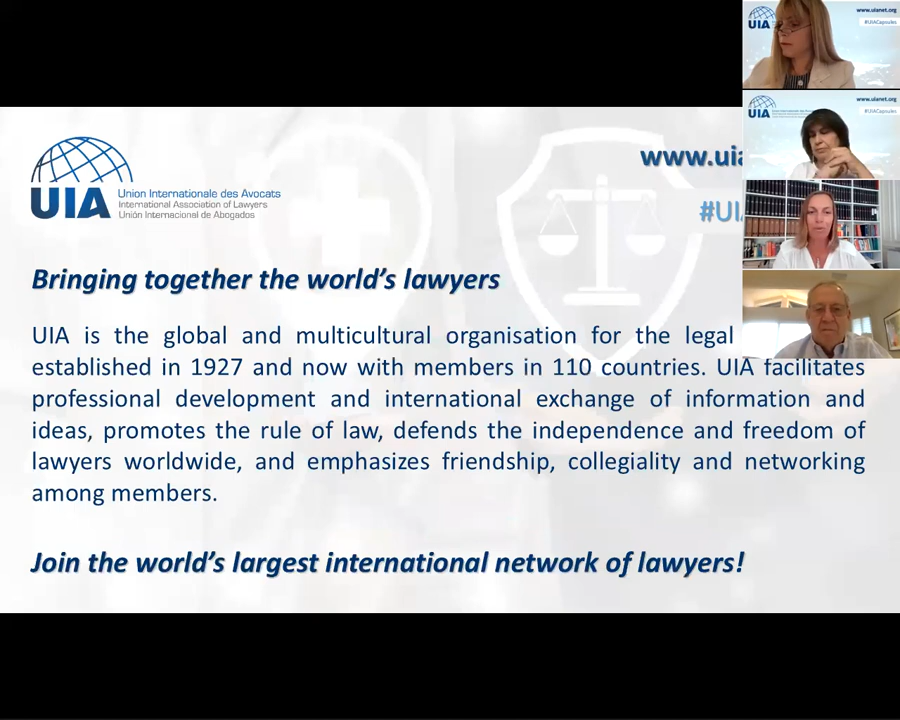 UIA
Union Internationale des Avocats
International Association of Lawyers
Unión Internacional de Abogados
www.uia
#UIA
Bringing together the world's lawyers
UIA is the global and multicultural organisation for the legal
established in 1927 and now with members in 110 countries. UIA facilitates
professional development and international exchange of information and
ideas, promotes the rule of law, defends the independence and freedom of
lawyers worldwide, and emphasizes friendship, collegiality and networking
among members.
Join the world's largest international network of lawyers!
UIA
www.uianet.org
#UIACapsules
UIA
www.uianet.org
#UIACapsules